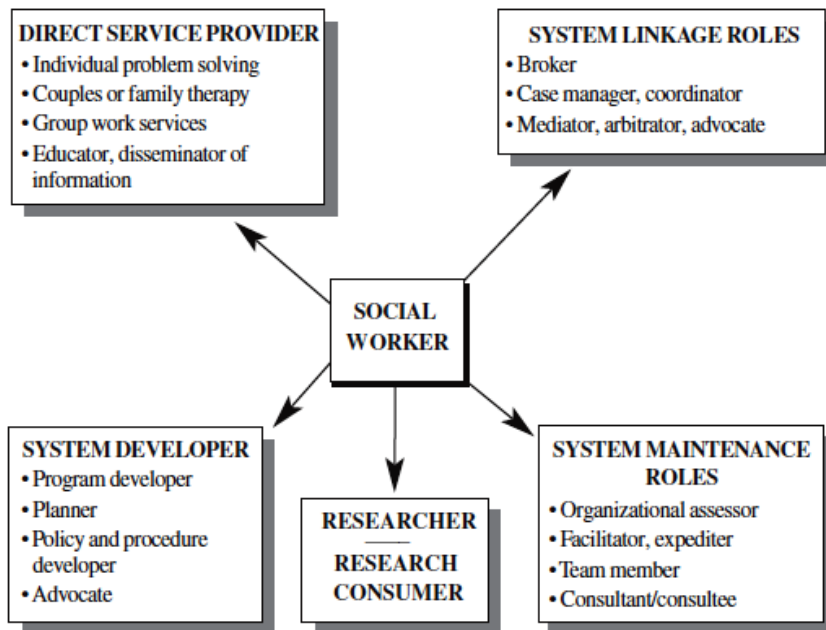 DIRECT SERVICE PROVIDER
• Individual problem solving
• Couples or family therapy
• Group work services
• Educator, disseminator of
information
SYSTEM LINKAGE ROLES
• Broker
• Case manager, coordinator
• Mediator, arbitrator, advocate
SOCIAL
WORKER
SYSTEM DEVELOPER
• Program developer
• Planner
• Policy and procedure
developer
• Advocate
RESEARCHER
RESEARCH
CONSUMER
SYSTEM MAINTENANCE
ROLES
• Organizational assessor
• Facilitator, expediter
• Team member
• Consultant/consultee